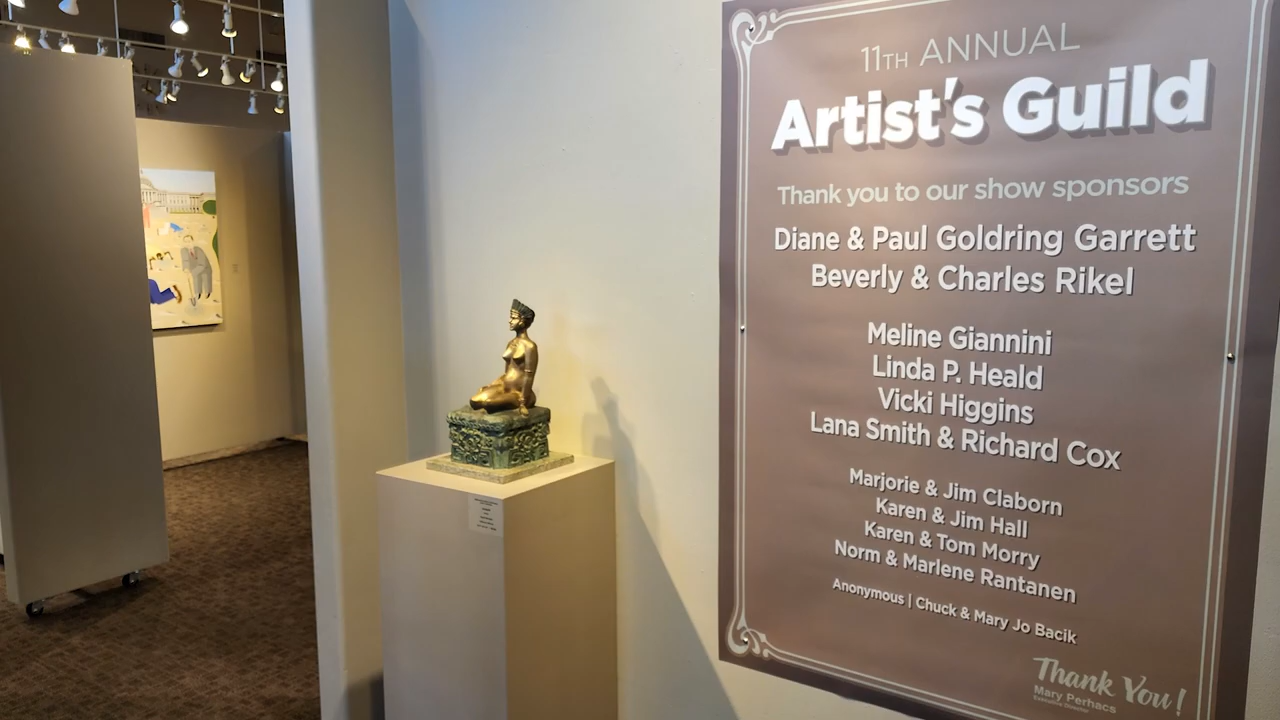 11TH ANNUAL
Artist's Guild
Thank you to our show sponsors
Diane & Paul Goldring Garrett
Beverly & Charles Rikel
Meline Giannini
Linda P. Heald
Vicki Higgins
Lana Smith & Richard Cox
Marjorie & Jim Claborn
Karen & Jim Hall
Karen & Tom Morry
Norm & Marlene Rantanen
Anonymous | Chuck & Mary Jo Bacik
Thank You!
Mary Perhacs
Executive Director